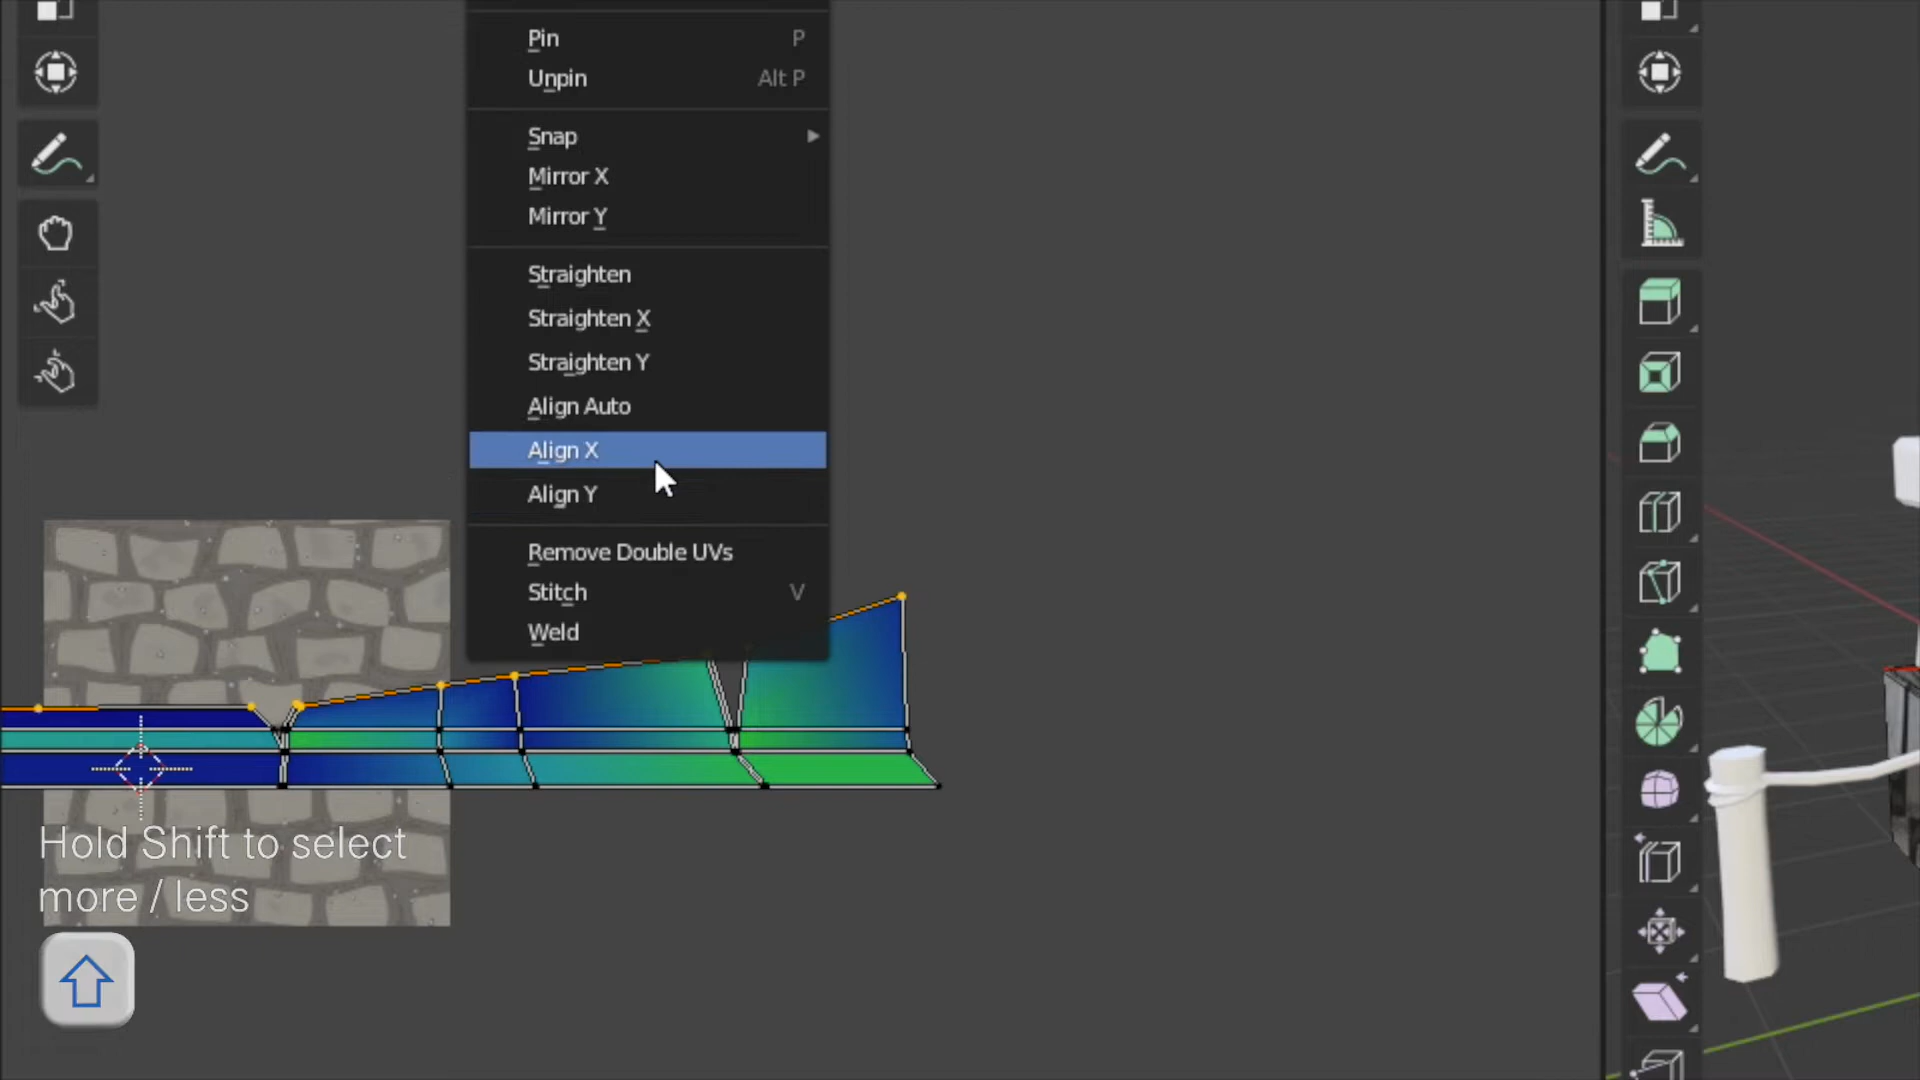 Pin P
Unpin Alt P
Snap
Mirror X
Mirror Y
Straighten
Straighten X
Straighten Y
Align Auto
Align X
Align Y
Remove Double UVs
Stitch V
Weld
Hold Shift to select
more / less